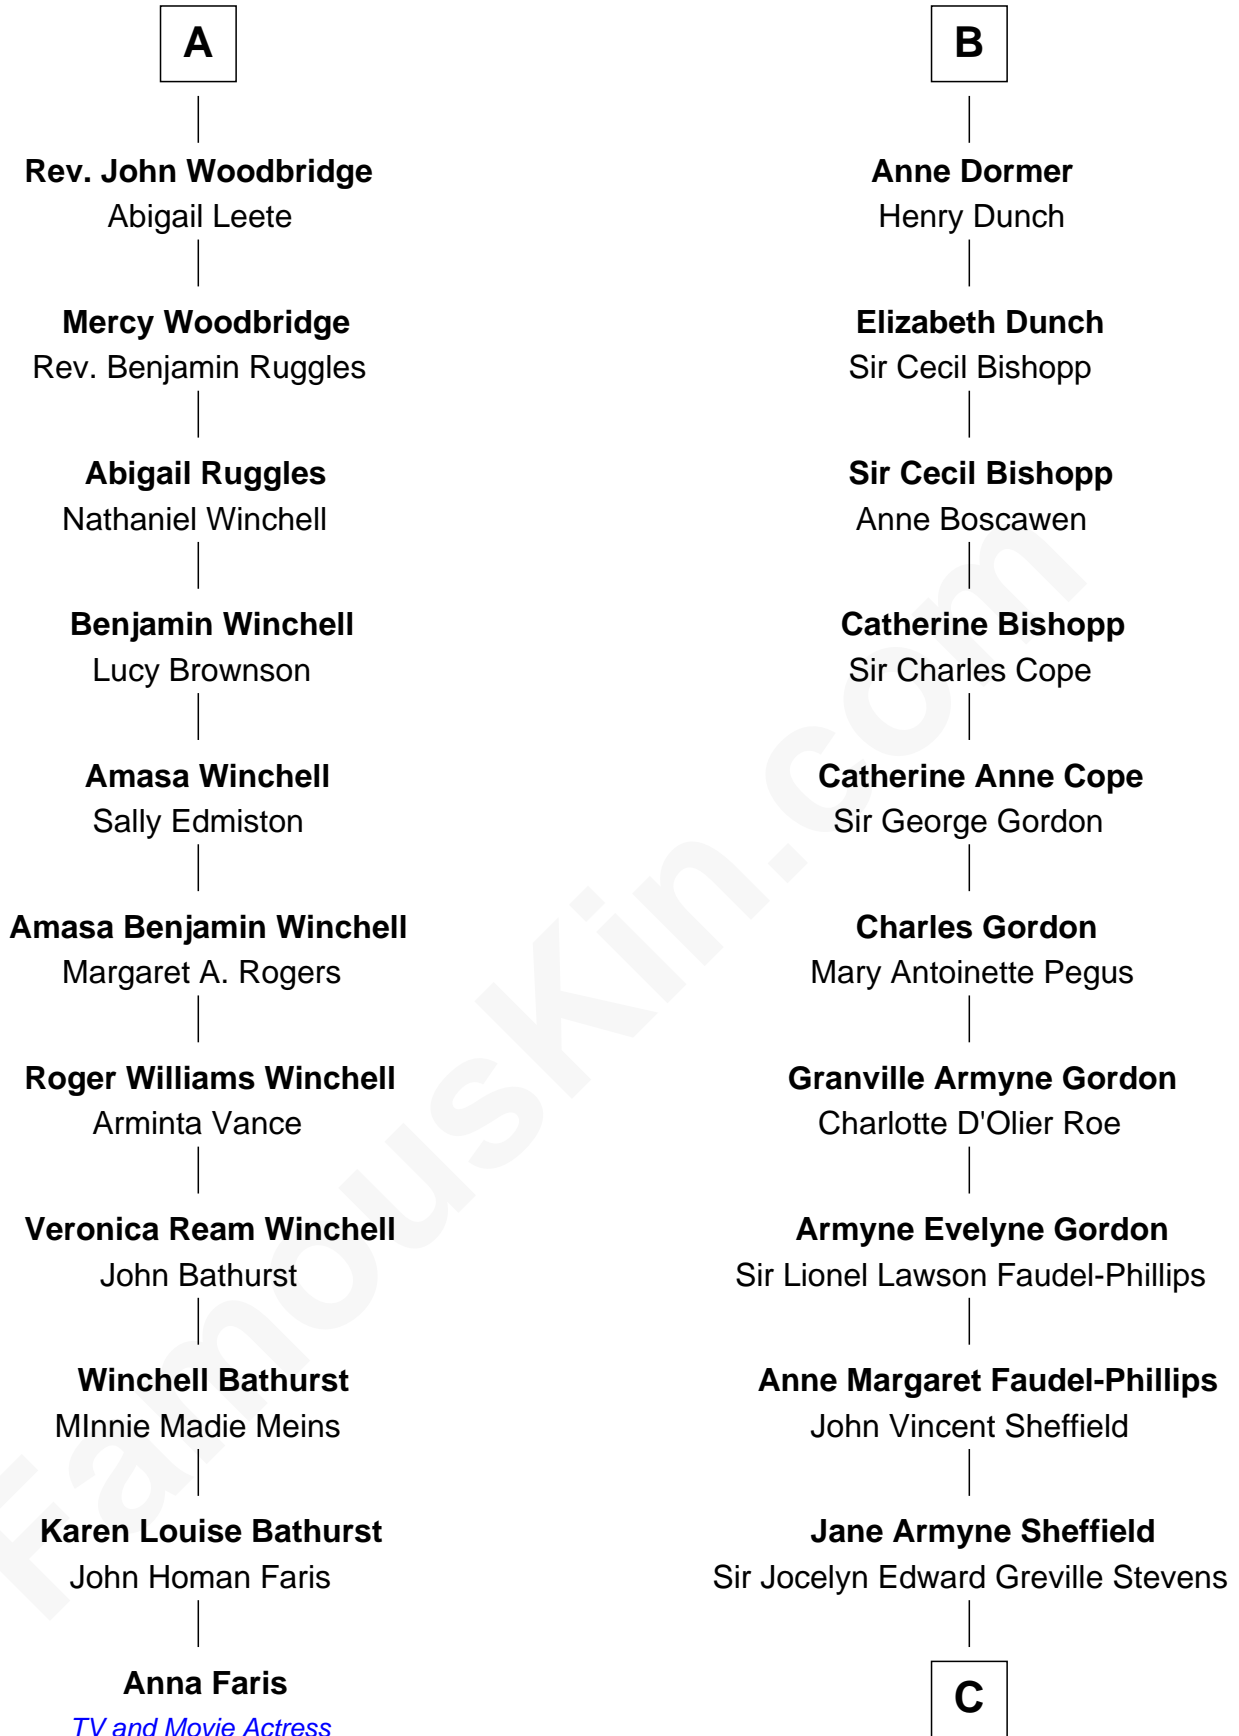 A
Rev. John Woodbridge
Abigail Leete
Mercy Woodbridge
Rev. Benjamin Ruggles
Abigail Ruggles
Nathaniel Winchell
Benjamin Winchell
Lucy Brownson
Amasa Winchell
Sally Edmiston
Amasa Benjamin Winchell
Margaret A. Rogers
Roger Williams Winchell
Arminta Vance
Veronica Ream Winchell
John Bathurst
Winchell Bathurst
MInnie Madie Meins
Karen Louise Bathurst
John Homan Faris
Anna Faris
TV and Movie Actress
B
Anne Dormer
Henry Dunch
Elizabeth Dunch
Sir Cecil Bishopp
Sir Cecil Bishopp
Anne Boscawen
Catherine Bishopp
Sir Charles Cope
Catherine Anne Cope
Sir George Gordon
Charles Gordon
Mary Antoinette Pegus
Granville Armyne Gordon
Charlotte D'Olier Roe
Armyne Evelyne Gordon
Sir Lionel Lawson Faudel-Phillips
Anne Margaret Faudel-Phillips
John Vincent Sheffield
Jane Armyne Sheffield
Sir Jocelyn Edward Greville Stevens
C
FamousKin.com